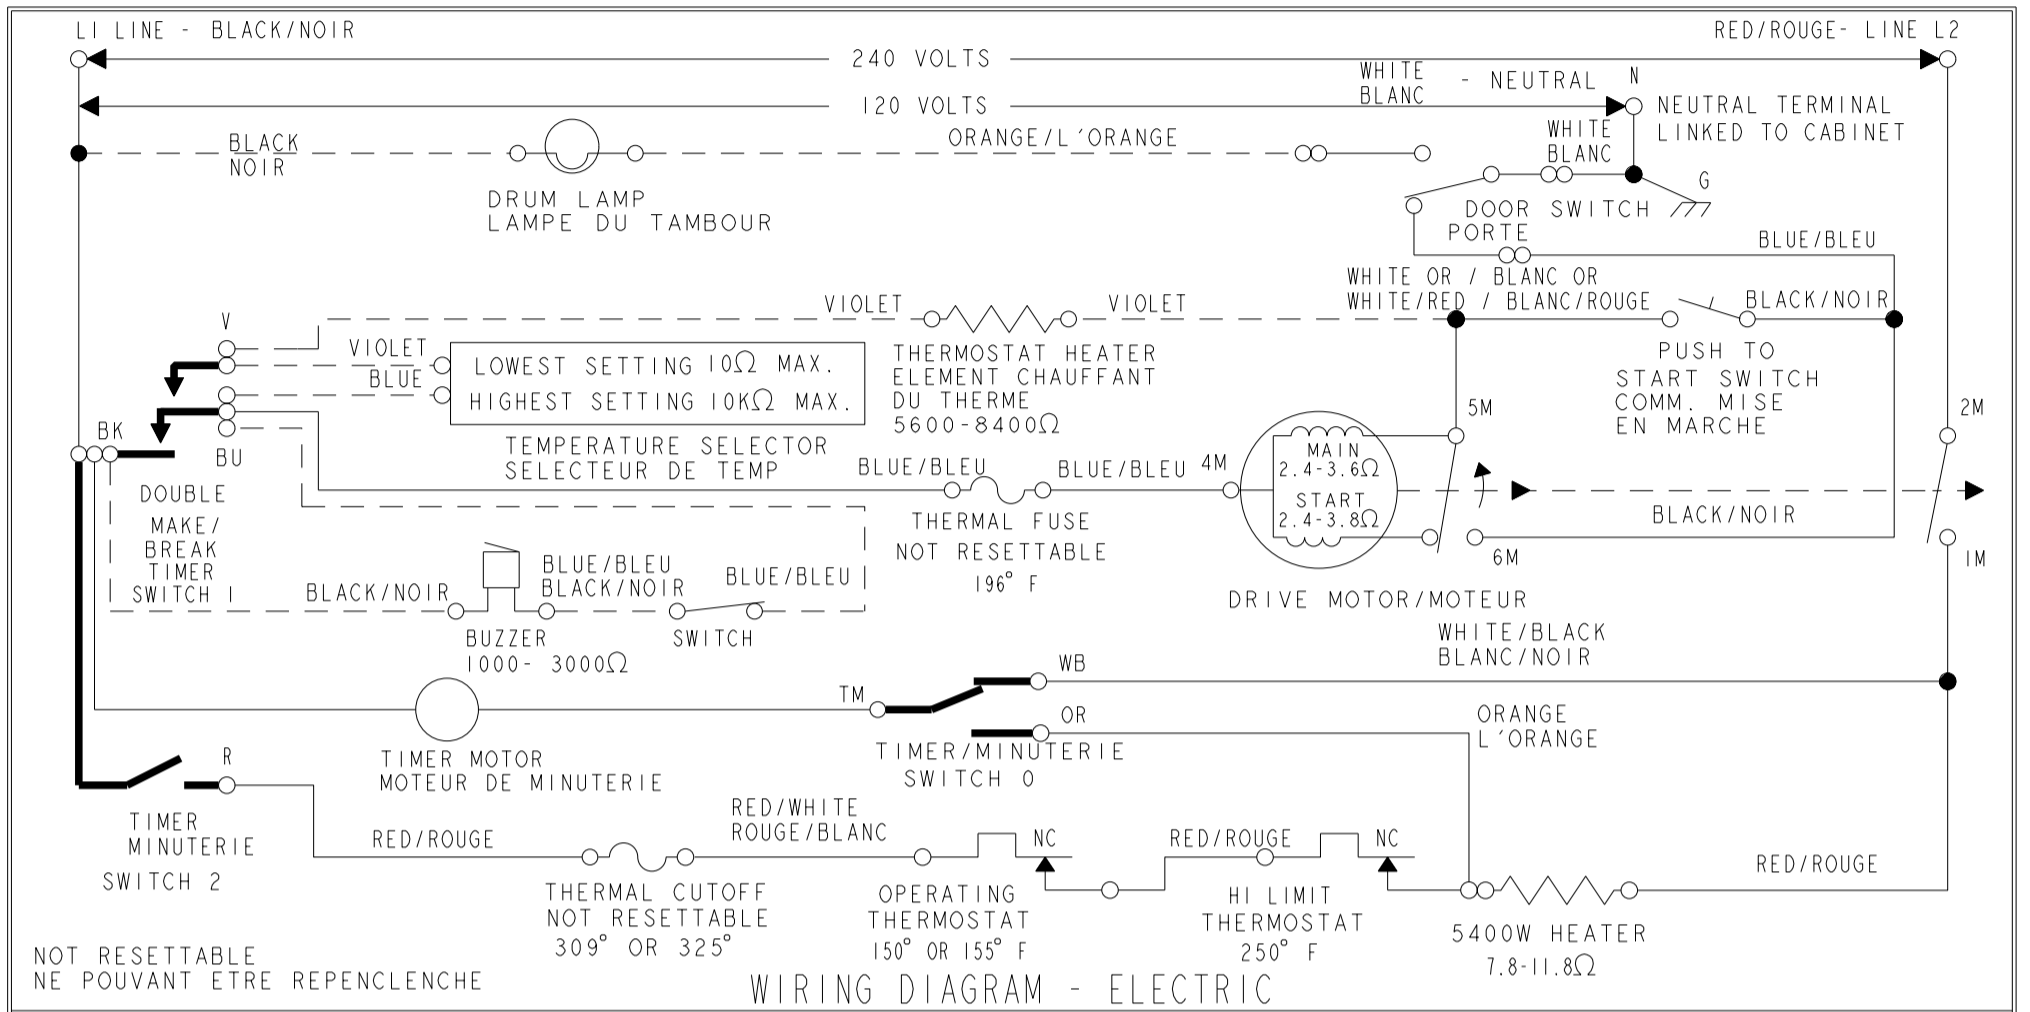 LI LINE - BLACK/NOIR
RED/ROUGE- LINE L2
240 VOLTS
WHITE
BLANC
- NEUTRAL
N
120 VOLTS
NEUTRAL TERMINAL
LINKED TO CABINET
BLACK
NOIR
ORANGE/L'ORANGE
WHITE
BLANC
G
DRUM LAMP
LAMPE DU TAMBOUR
DOOR SWITCH
PORTE
BLUE/BLEU
WHITE OR / BLANC OR
WHITE/RED / BLANC/ROUGE
BLACK/NOIR
VIOLET
VIOLET
V
VIOLET
BLUE
LOWEST SETTING 10Ω MAX.
HIGHEST SETTING 10KΩ MAX.
THERMOSTAT HEATER
ELEMENT CHAUFFANT
DU THERME
5600-8400Ω
PUSH TO
START SWITCH
COMM. MISE
EN MARCHE
5M
2M
BK
BU
TEMPERATURE SELECTOR
SELECTEUR DE TEMP
BLUE/BLEU
BLUE/BLEU
4M
MAIN
2.4-3.6Ω
START
2.4-3.8Ω
DOUBLE
MAKE/
BREAK
TIMER
SWITCH 1
THERMAL FUSE
NOT RESETTABLE
196° F
BLACK/NOIR
6M
1M
BLACK/NOIR
BLUE/BLEU
BLACK/NOIR
BLUE/BLEU
DRIVE MOTOR/MOTEUR
BUZZER
1000- 3000Ω
SWITCH
WHITE/BLACK
BLANC/NOIR
WB
TM
OR
ORANGE
L'ORANGE
R
TIMER MOTOR
MOTEUR DE MINUTERIE
TIMER/MINUTERIE
SWITCH 0
TIMER
MINUTERIE
SWITCH 2
RED/ROUGE
RED/WHITE
ROUGE/BLANC
NC
RED/ROUGE
NC
RED/ROUGE
THERMAL CUTOFF
NOT RESETTABLE
309° OR 325°
OPERATING
THERMOSTAT
150° OR 155° F
HI LIMIT
THERMOSTAT
250° F
5400W HEATER
7.8-11.8Ω
NOT RESETTABLE
NE POUVANT ETRE REPENCLENCHE
WIRING DIAGRAM - ELECTRIC